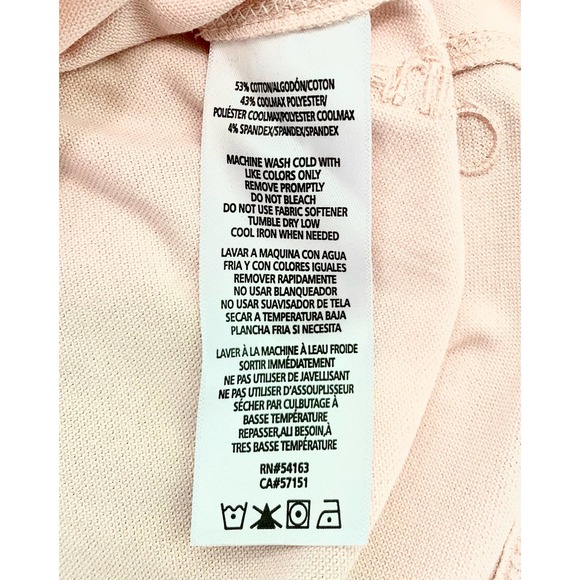 53% COTTON/ALGODÓN/COTON
43% COOLMAX POLYESTER/
POLIÉSTER COOLMAX/POLYESTER COOLMAX
4% SPANDEX/SPANDEX/SPANDEX
MACHINE WASH COLD WITH
LIKE COLORS ONLY
REMOVE PROMPTLY
DO NOT BLEACH
DO NOT USE FABRIC SOFTENER
TUMBLE DRY LOW
COOL IRON WHEN NEEDED
LAVAR A MAQUINA CON AGUA
FRIA Y CON COLORES IGUALES
REMOVER RAPIDAMENTE
NO USAR BLANQUEADOR
NO USAR SUAVISADOR DE TELA
SECAR A TEMPERATURA BAJA
PLANCHA FRIA SI NECESITA
LAVER À LA MACHINE À LEAU FROIDE
SORTIR IMMÉDIATEMENT
NE PAS UTILISER DE JAVELLISANT
NE PAS UTILISER D'ASSOUPLISSEUR
SÉCHER PAR CULBUTAGE À
BASSE TEMPÉRATURE
REPASSER,ALI BESOIN,À
TRES BASSE TEMPÉRATURE
RN#54163
CA#57151